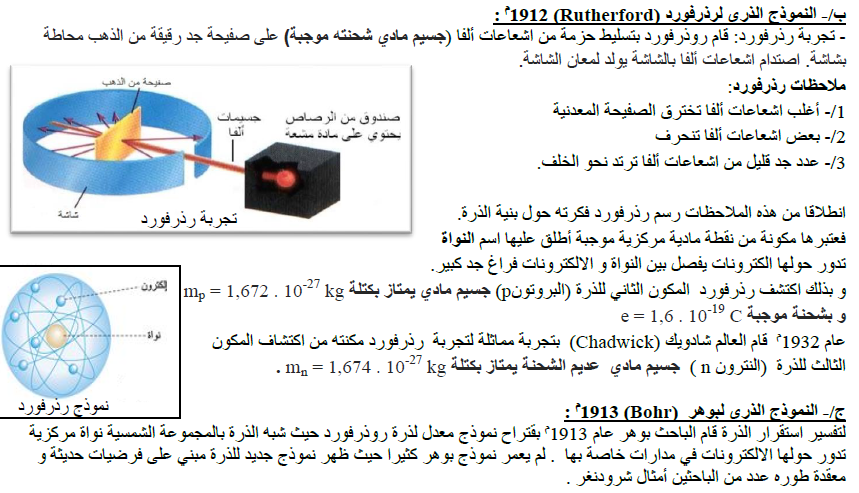 ب/- النموذج الذري لرذرفورد (Rutherford) 1912م :
- تجربة رذرفورد: قام روذرفورد بتسليط حزمة من اشعاعات ألفا (جسيم مادي شحنته موجبة) على صفيحة جد رقيقة من الذهب محاطة
بشاشة. اصتدام اشعاعات ألفا بالشاشة يولد لمعان الشاشة.
ملاحظات رذرفورد:
1/- أغلب اشعاعات ألفا تخترق الصفيحة المعدنية
2/- بعض اشعاعات ألفا تنحرف
3/- عدد جد قليل من اشعاعات ألفا ترتد نحو الخلف.
صفيحة من الذهب
جسيمات
ألفا
صندوق من الرصاص
يحتوي على مادة مشعة
شاشة
تجربة رذرفورد
انطلاقا من هذه الملاحظات رسم رذرفورد فكرته حول بنية الذرة.
فعتبرها مكونة من نقطة مادية مركزية موجبة أطلق عليها اسم النواة
تدور حولها الكترونات يفصل بين النواة و الالكترونات فراغ جد كبير.
و بذلك اكتشف رذرفورد المكون الثاني للذرة (البروتونp) جسيم مادي يمتاز بكتلة mp = 1,672 . 10-27 kg
و بشحنة موجبة e = 1,6 . 10-19 C
عام 1932م قام العالم شادويك (Chadwick) بتجربة مماثلة لتجربة رذرفورد مكنته من اكتشاف المكون
الثالث للذرة (النترون n ) جسيم مادي عديم الشحنة يمتاز بكتلة mn = 1,674 . 10-27 kg .
إلكترون
نواة
نموذج رذرفورد
ج/- النموذج الذري لبوهر (Bohr) 1913م :
لتفسير استقرار الذرة قام الباحث بوهر عام 1913م بقتراح نموذج معدل لذرة روذرفورد حيث شبه الذرة بالمجموعة الشمسية نواة مركزية
تدور حولها الالكترونات في مدارات خاصة بها . لم يعمر نموذج بوهر كثيرا حيث ظهر نموذج جديد للذرة مبني على فرضيات حديثة و
معقدة طوره عدد من الباحثين أمثال شرودنغر .